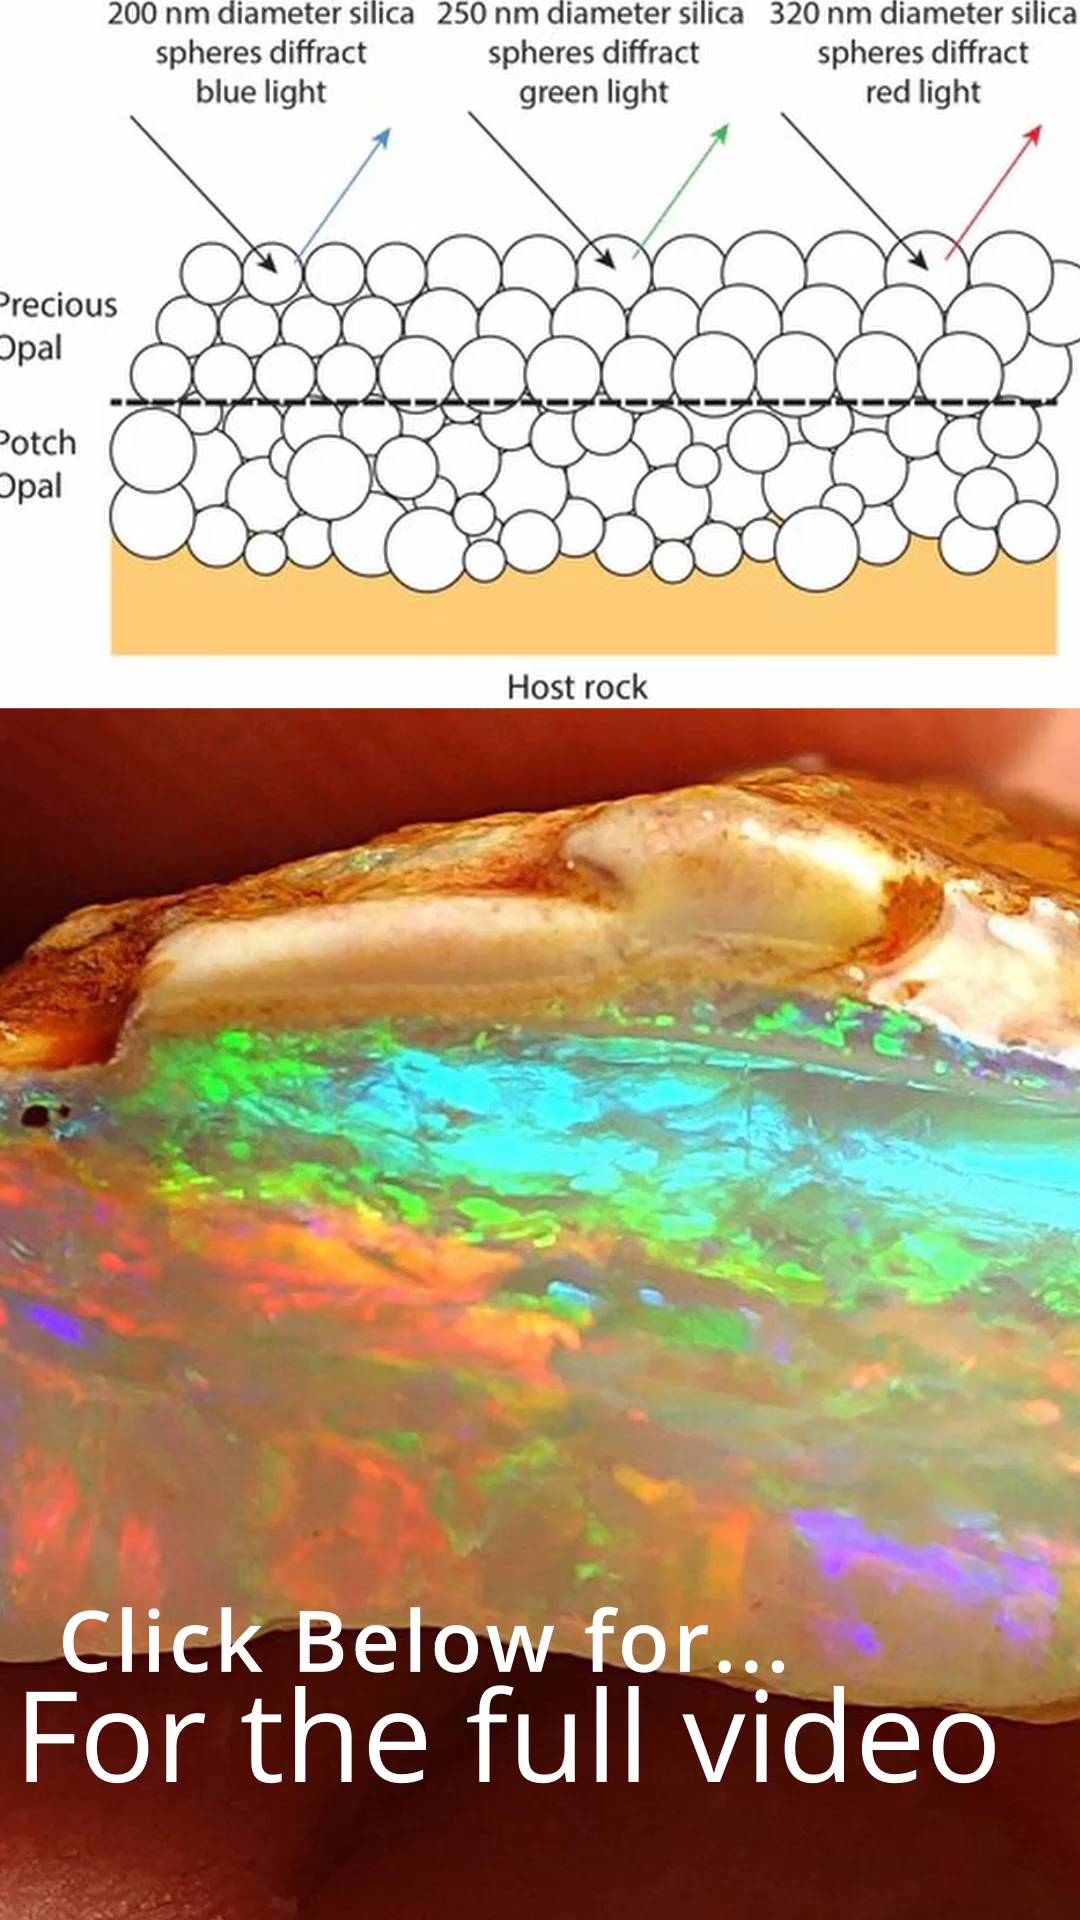 200 nm diameter silica
spheres diffract
blue light
250 nm diameter silica
spheres diffract
green light
320 nm diameter silica
spheres diffract
red light
Precious
Opal
Potch
Opal
Host rock
Click Below for...
For the full video